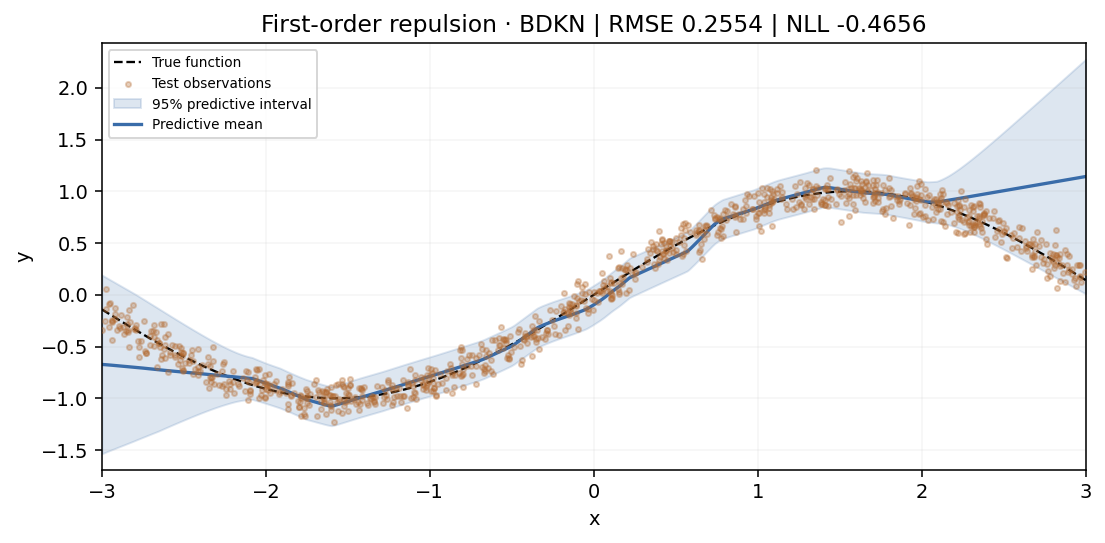 First-order repulsion · BDKN | RMSE 0.2554 | NLL -0.4656
True function
Test observations
95% predictive interval
Predictive mean
2.0
1.5
1.0
0.5
0.0
−0.5
−1.0
−1.5
y
−3
−2
−1
0
1
2
3
x